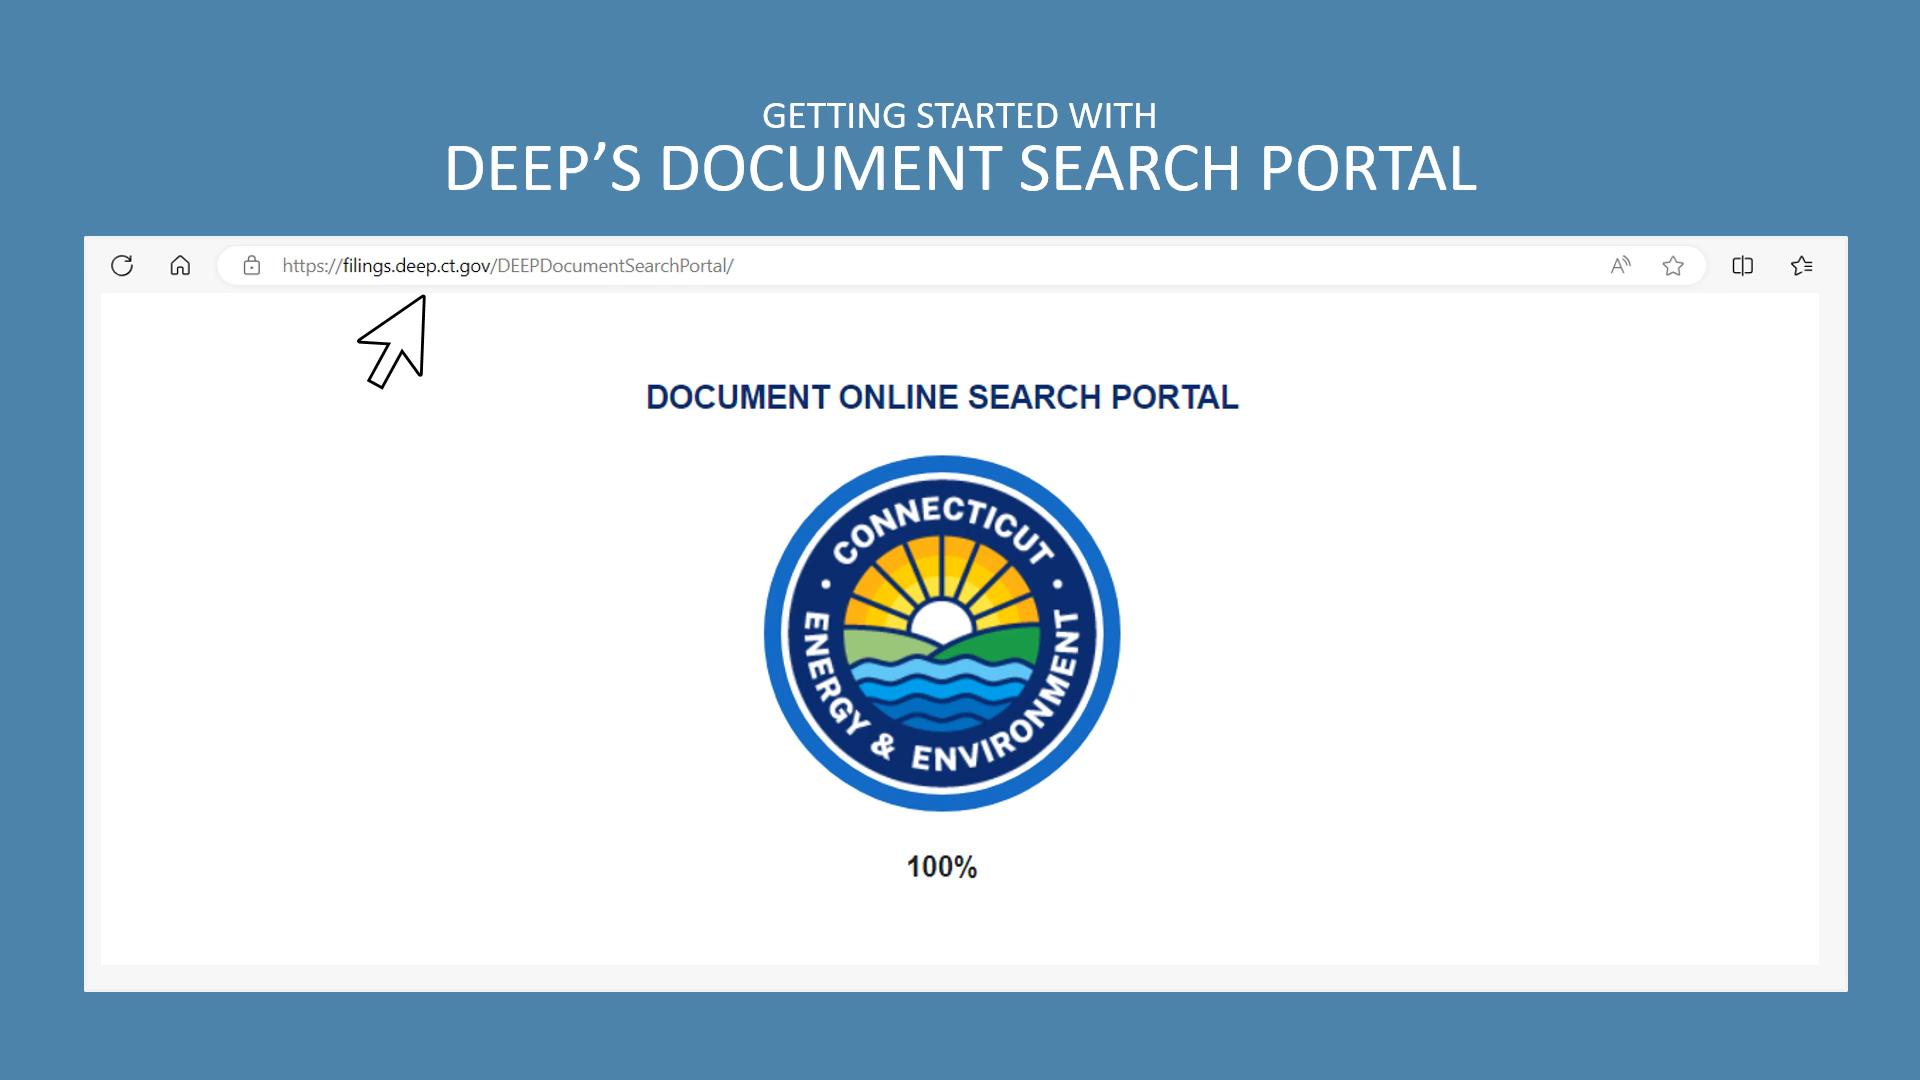 GETTING STARTED WITH
DEEP’S DOCUMENT SEARCH PORTAL
https://filings.deep.ct.gov/DEEPDocumentSearchPortal/
DOCUMENT ONLINE SEARCH PORTAL
• CONNECTICUT •
ENERGY & ENVIRONMENT
100%